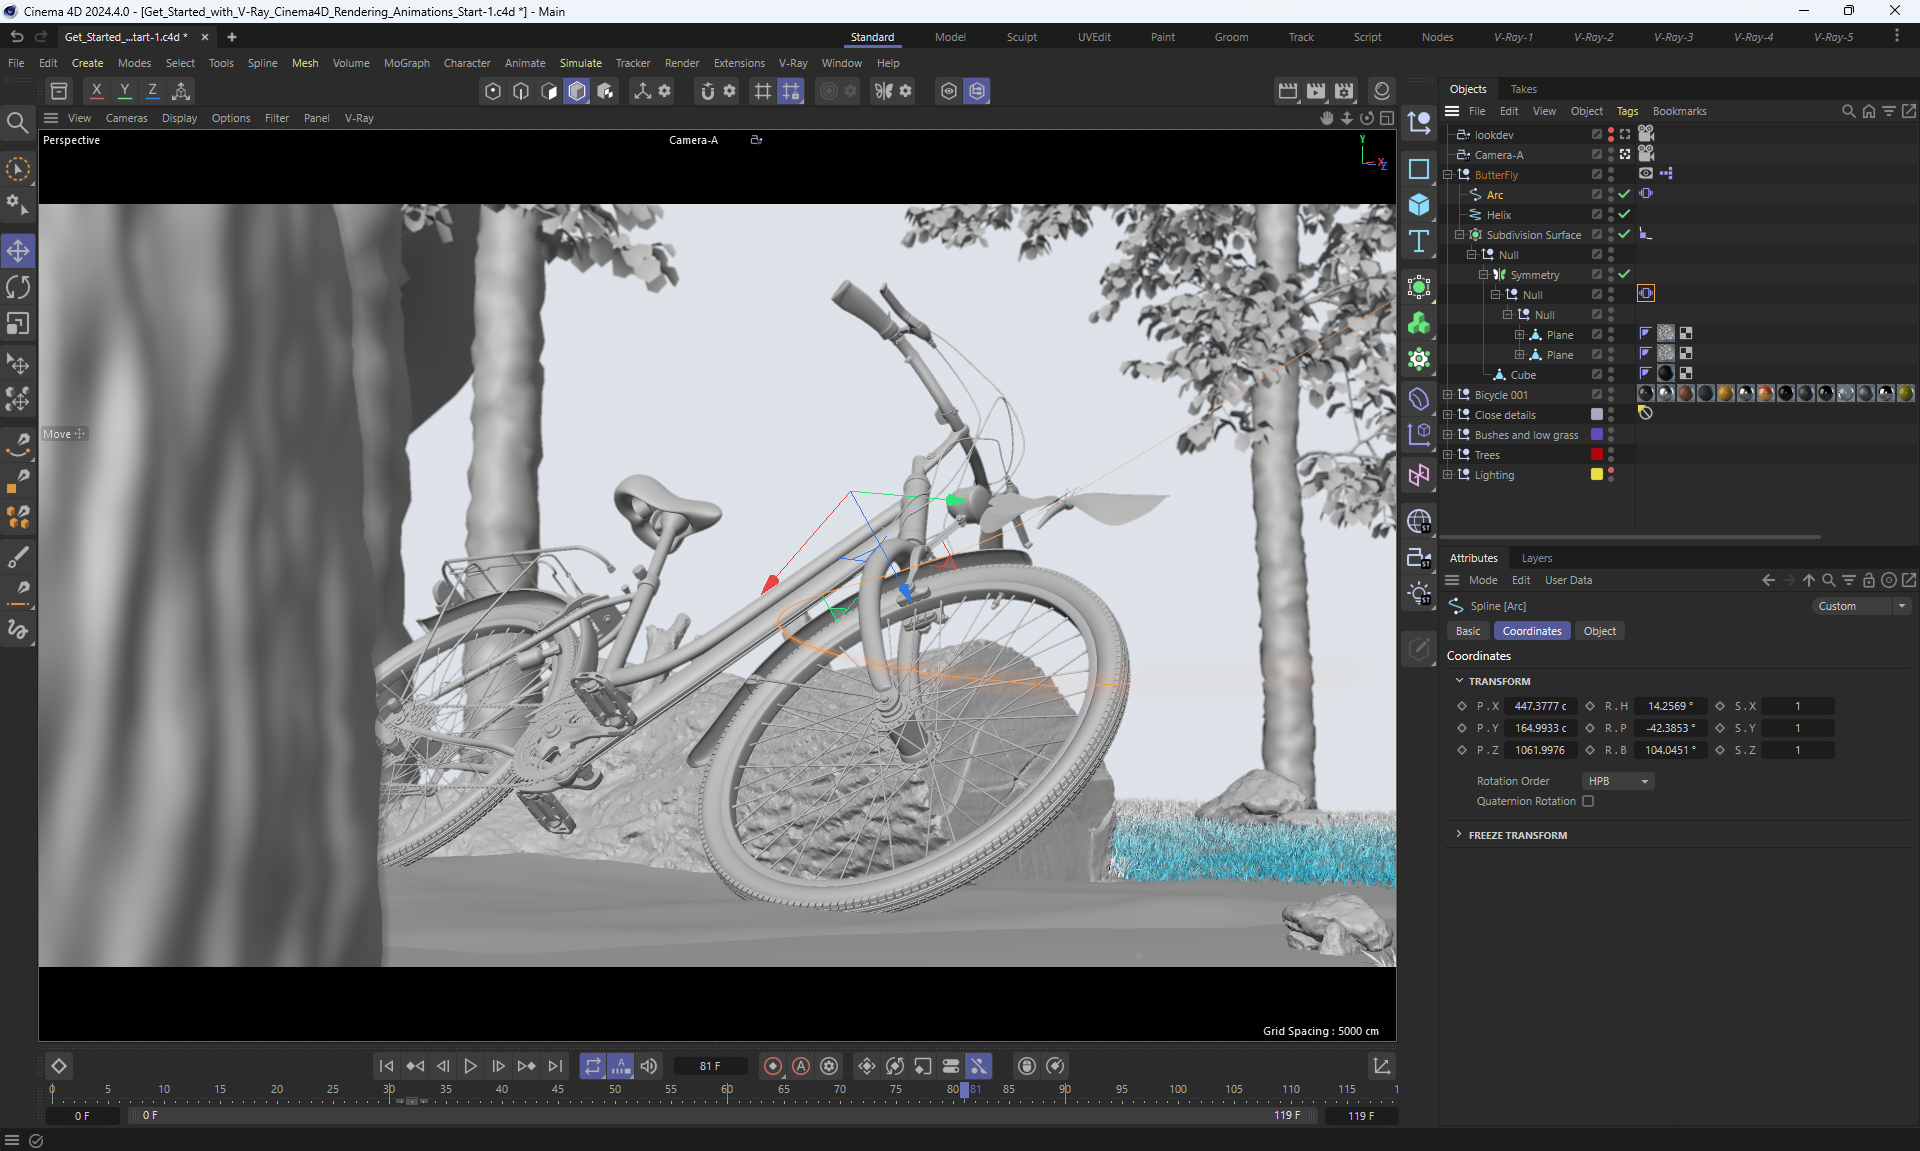 Cinema 4D 2024.4.0 - [Get_Started_with_V-Ray_Cinema4D_Rendering_Animations_Start-1.c4d *] - Main
Get_Started_...tart-1.c4d *
Standard Model Sculpt UVEdit Paint Groom Track Script Nodes V-Ray-1 V-Ray-2 V-Ray-3 V-Ray-4 V-Ray-5
File Edit Create Modes Select Tools Spline Mesh Volume MoGraph Character Animate Simulate Tracker Render Extensions V-Ray Window Help
X Y Z
Objects Takes
File Edit View Object Tags Bookmarks
View Cameras Display Options Filter Panel V-Ray
Perspective Camera-A
Y
X
Z
lookdev
Camera-A
ButterFly
Arc
Helix
Subdivision Surface
Null
Symmetry
Null
Null
Plane
Plane
Cube
Bicycle 001
Close details
Bushes and low grass
Trees
Lighting
Move
ST
ST
ST
Attributes Layers
Mode Edit User Data
Spline [Arc] Custom
Basic Coordinates Object
Coordinates
TRANSFORM
P . X 447.3777 c R . H 14.2569 ° S . X 1
P . Y 164.9933 c R . P -42.3853 ° S . Y 1
P . Z 1061.9976 R . B 104.0451 ° S . Z 1
Rotation Order HPB
Quaternion Rotation
FREEZE TRANSFORM
Grid Spacing : 5000 cm
81 F
0 5 10 15 20 25 30 35 40 45 50 55 60 65 70 75 80 81 85 90 95 100 105 110 115 1
0 F 0 F 119 F 119 F